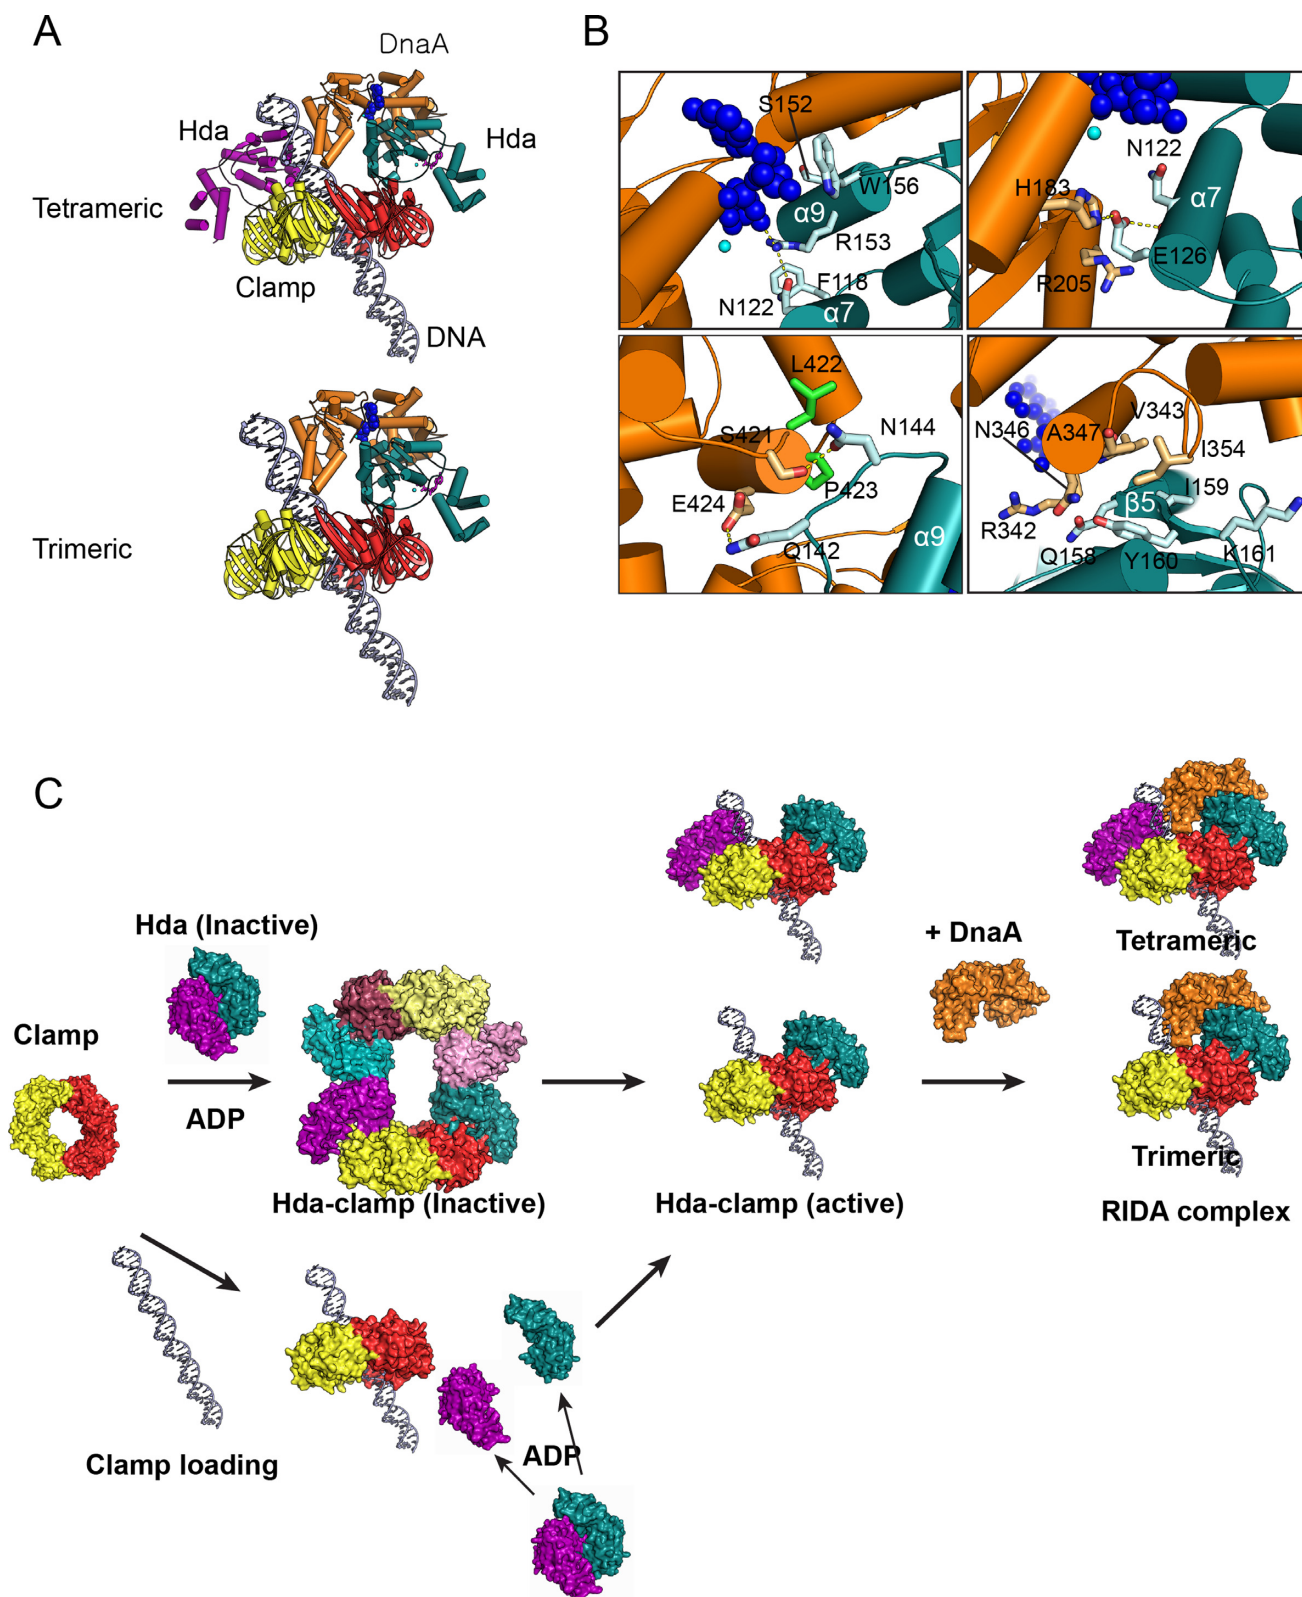 A
DnaA
Hda
Hda
Tetrameric
Clamp
DNA
Trimeric
B
S152
W156
α9
R153
F118
N122
α7
N122
H183
α7
E126
R205
L422
N144
S421
P423
E424
Q142
α9
V343
N346
A347
I354
I159
β5
R342
Q158
Y160
K161
C
Hda (Inactive)
+ DnaA
Tetrameric
Clamp
ADP
Trimeric
Hda-clamp (Inactive)
Hda-clamp (active)
RIDA complex
ADP
Clamp loading